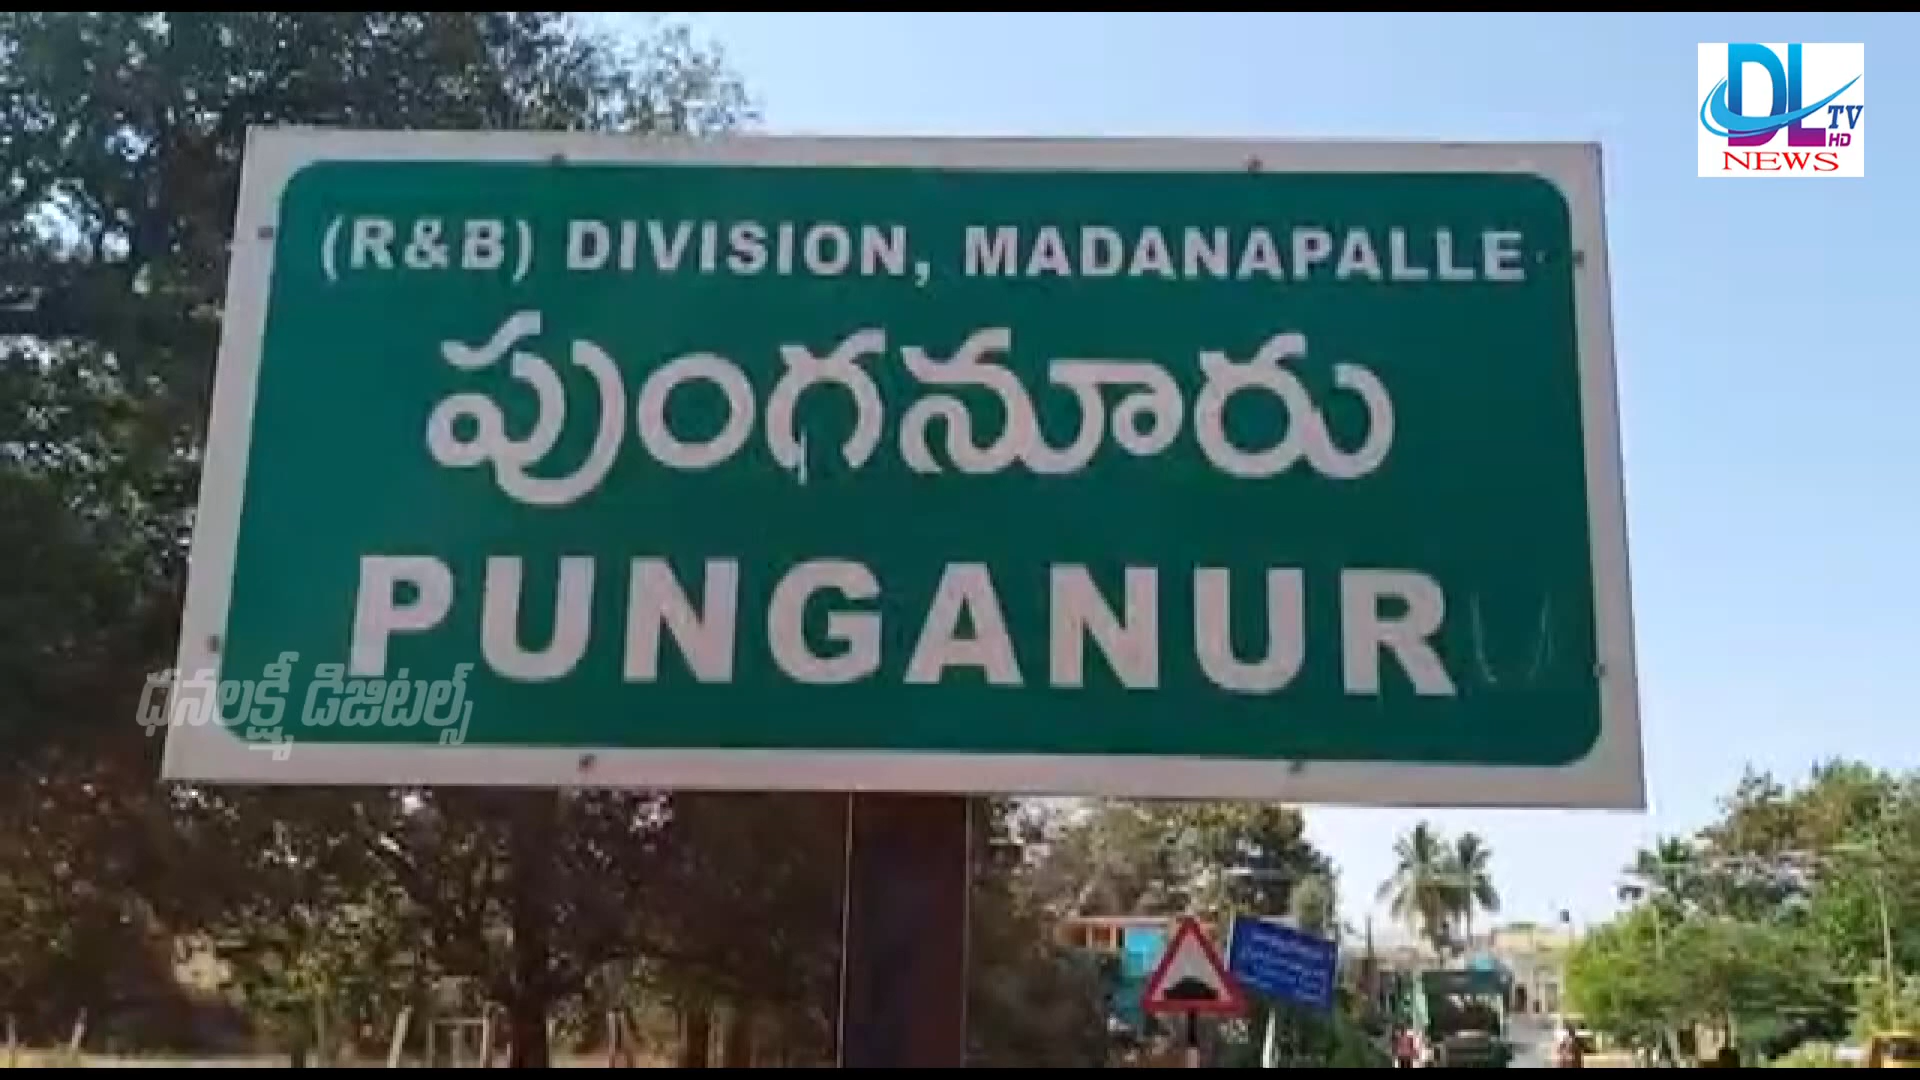 DL TV HD
NEWS
(R&B) DIVISION, MADANAPALLE
పుంగనూరు
PUNGANUR
ధనలక్ష్మీ డిజిటల్స్